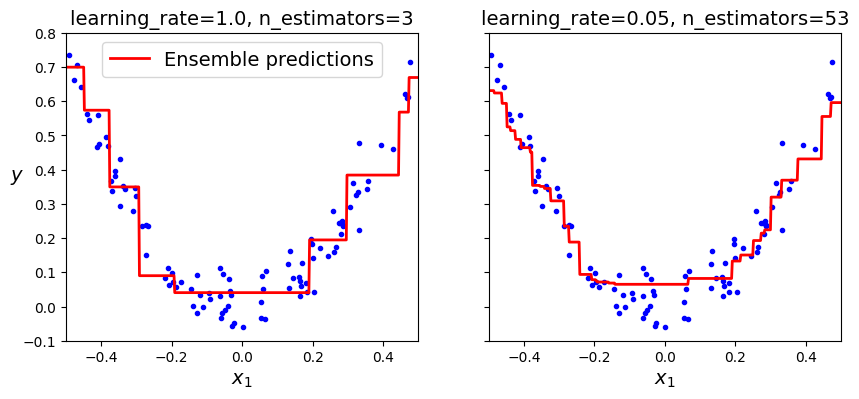 learning_rate=1.0, n_estimators=3
learning_rate=0.05, n_estimators=53
Ensemble predictions
y
0.8
0.7
0.6
0.5
0.4
0.3
0.2
0.1
0.0
−0.1
−0.4 −0.2 0.0 0.2 0.4
−0.4 −0.2 0.0 0.2 0.4
x₁
x₁